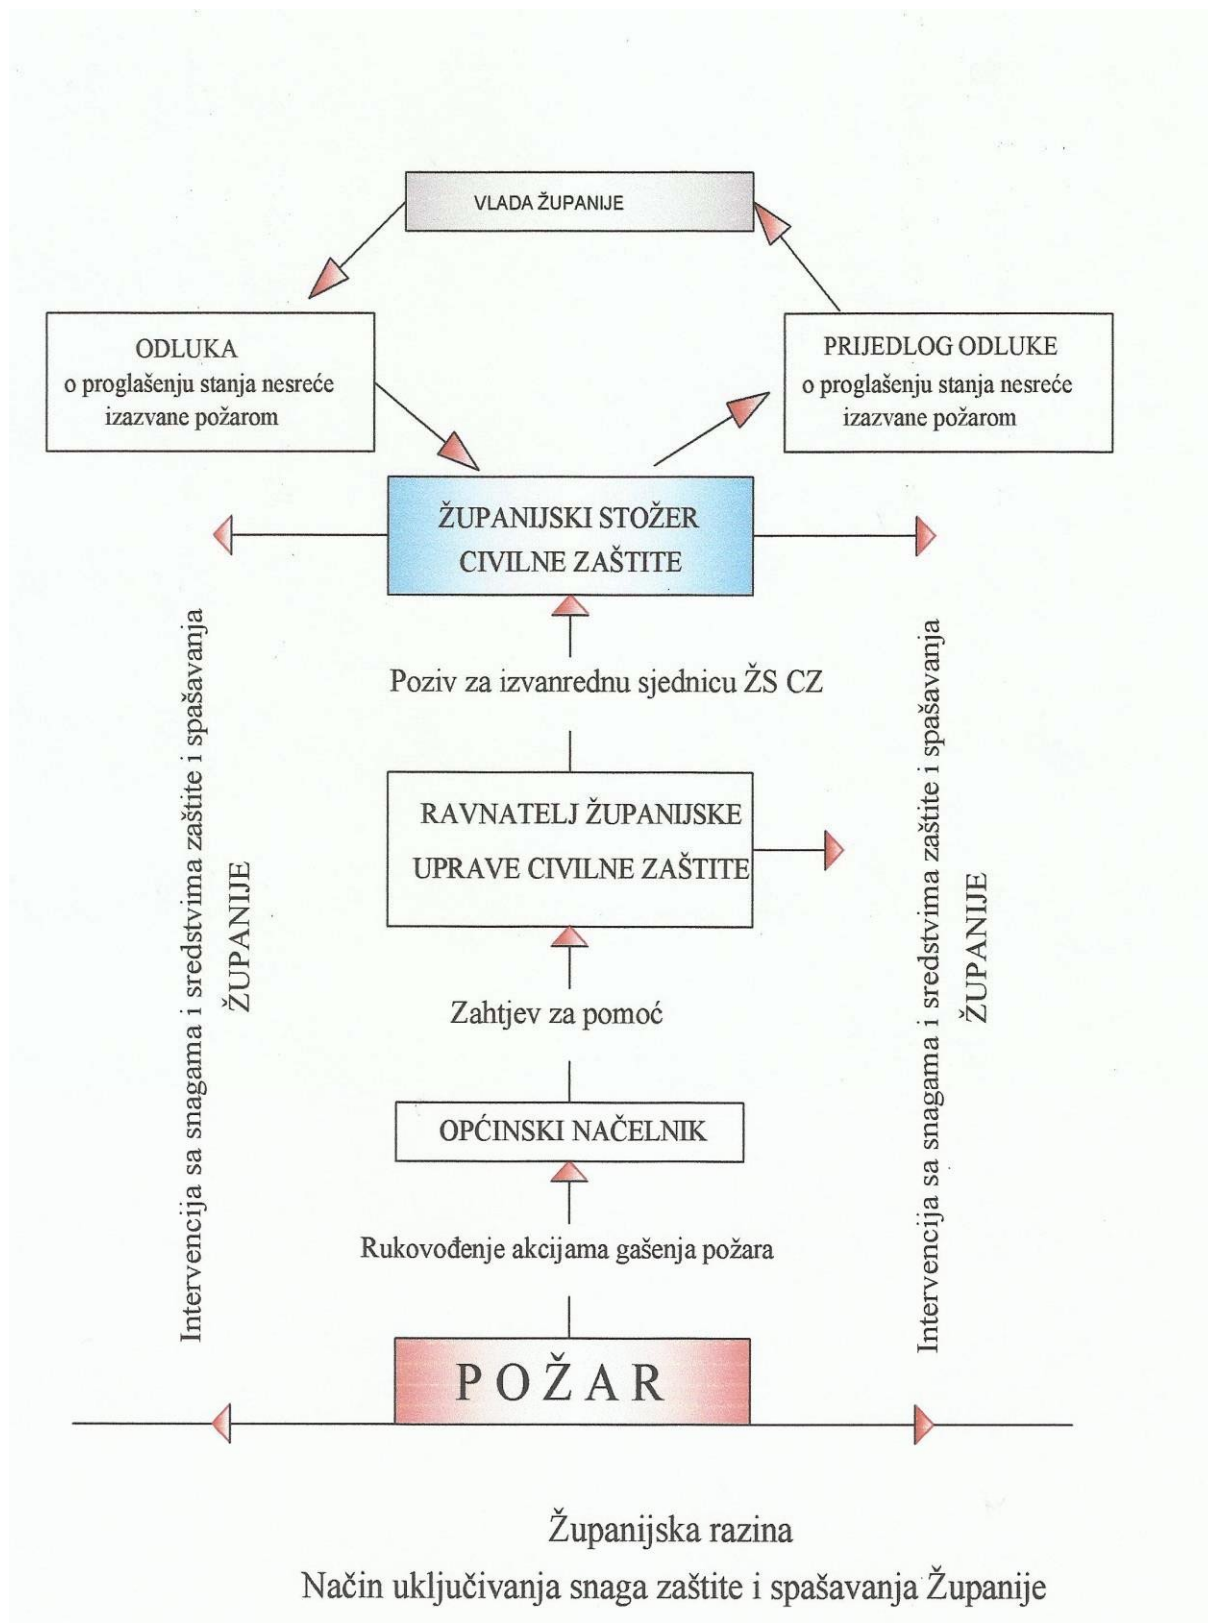 VLADA ŽUPANIJE
ODLUKA
o proglašenju stanja nesreće
izazvane požarom
PRIJEDLOG ODLUKE
o proglašenju stanja nesreće
izazvane požarom
ŽUPANIJSKI STOŽER
CIVILNE ZAŠTITE
Poziv za izvanrednu sjednicu ŽS CZ
RAVNATELJ ŽUPANIJSKE
UPRAVE CIVILNE ZAŠTITE
Zahtjev za pomoć
OPĆINSKI NAČELNIK
Rukovođenje akcijama gašenja požara
POŽAR
Intervencija sa snagama i sredstvima zaštite i spašavanja
ŽUPANIJE
Intervencija sa snagama i sredstvima zaštite i spašavanja
ŽUPANIJE
Županijska razina
Način uključivanja snaga zaštite i spašavanja Županije